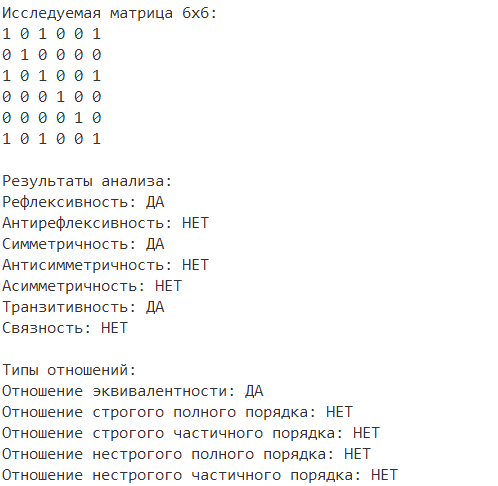 Исследуемая матрица 6x6:
1 0 1 0 0 1
0 1 0 0 0 0
1 0 1 0 0 1
0 0 0 1 0 0
0 0 0 0 1 0
1 0 1 0 0 1
Результаты анализа:
Рефлексивность: ДА
Антирефлексивность: НЕТ
Симметричность: ДА
Антисимметричность: НЕТ
Асимметричность: НЕТ
Транзитивность: ДА
Связность: НЕТ
Типы отношений:
Отношение эквивалентности: ДА
Отношение строгого полного порядка: НЕТ
Отношение строгого частичного порядка: НЕТ
Отношение нестрогого полного порядка: НЕТ
Отношение нестрогого частичного порядка: НЕТ